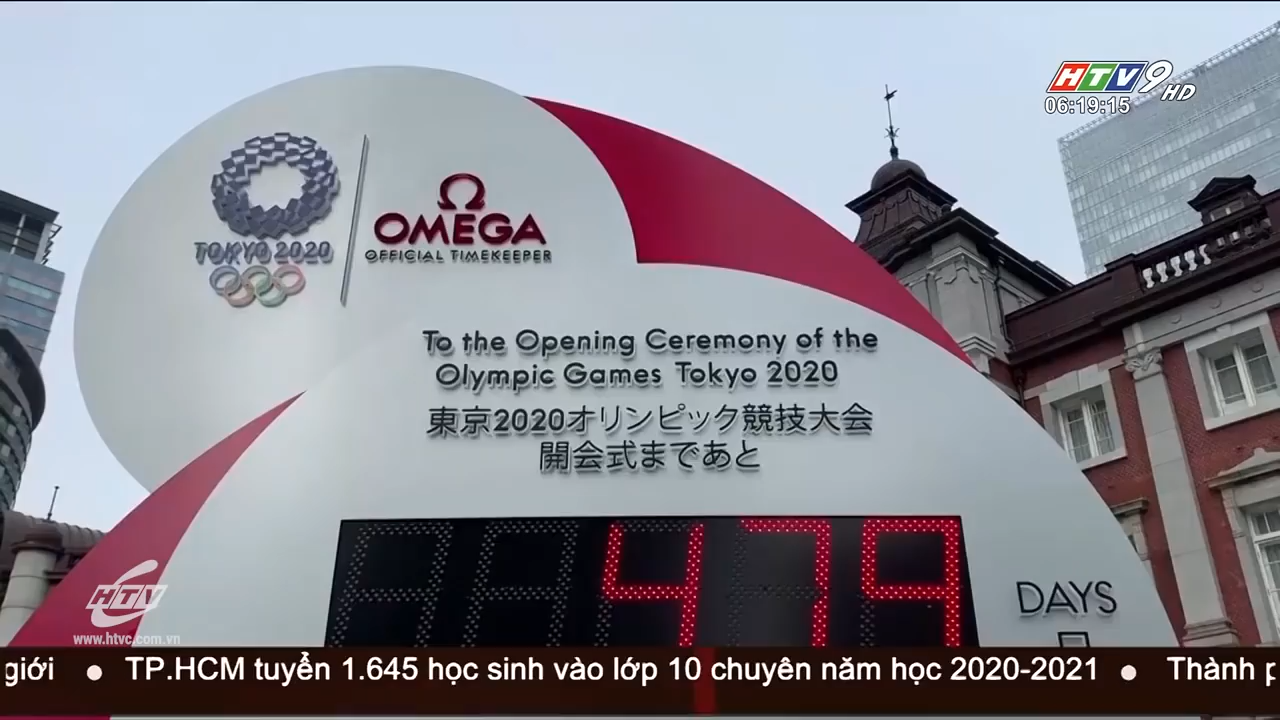 HTV9 HD
06:19:15
TOKYO 2020
Ω OMEGA
OFFICIAL TIMEKEEPER
To the Opening Ceremony of the
Olympic Games Tokyo 2020
東京2020オリンピック競技大会
開会式まであと
479
DAYS
日
HTV
www.htvc.com.vn
giới ● TP.HCM tuyển 1.645 học sinh vào lớp 10 chuyên năm học 2020-2021 ● Thành